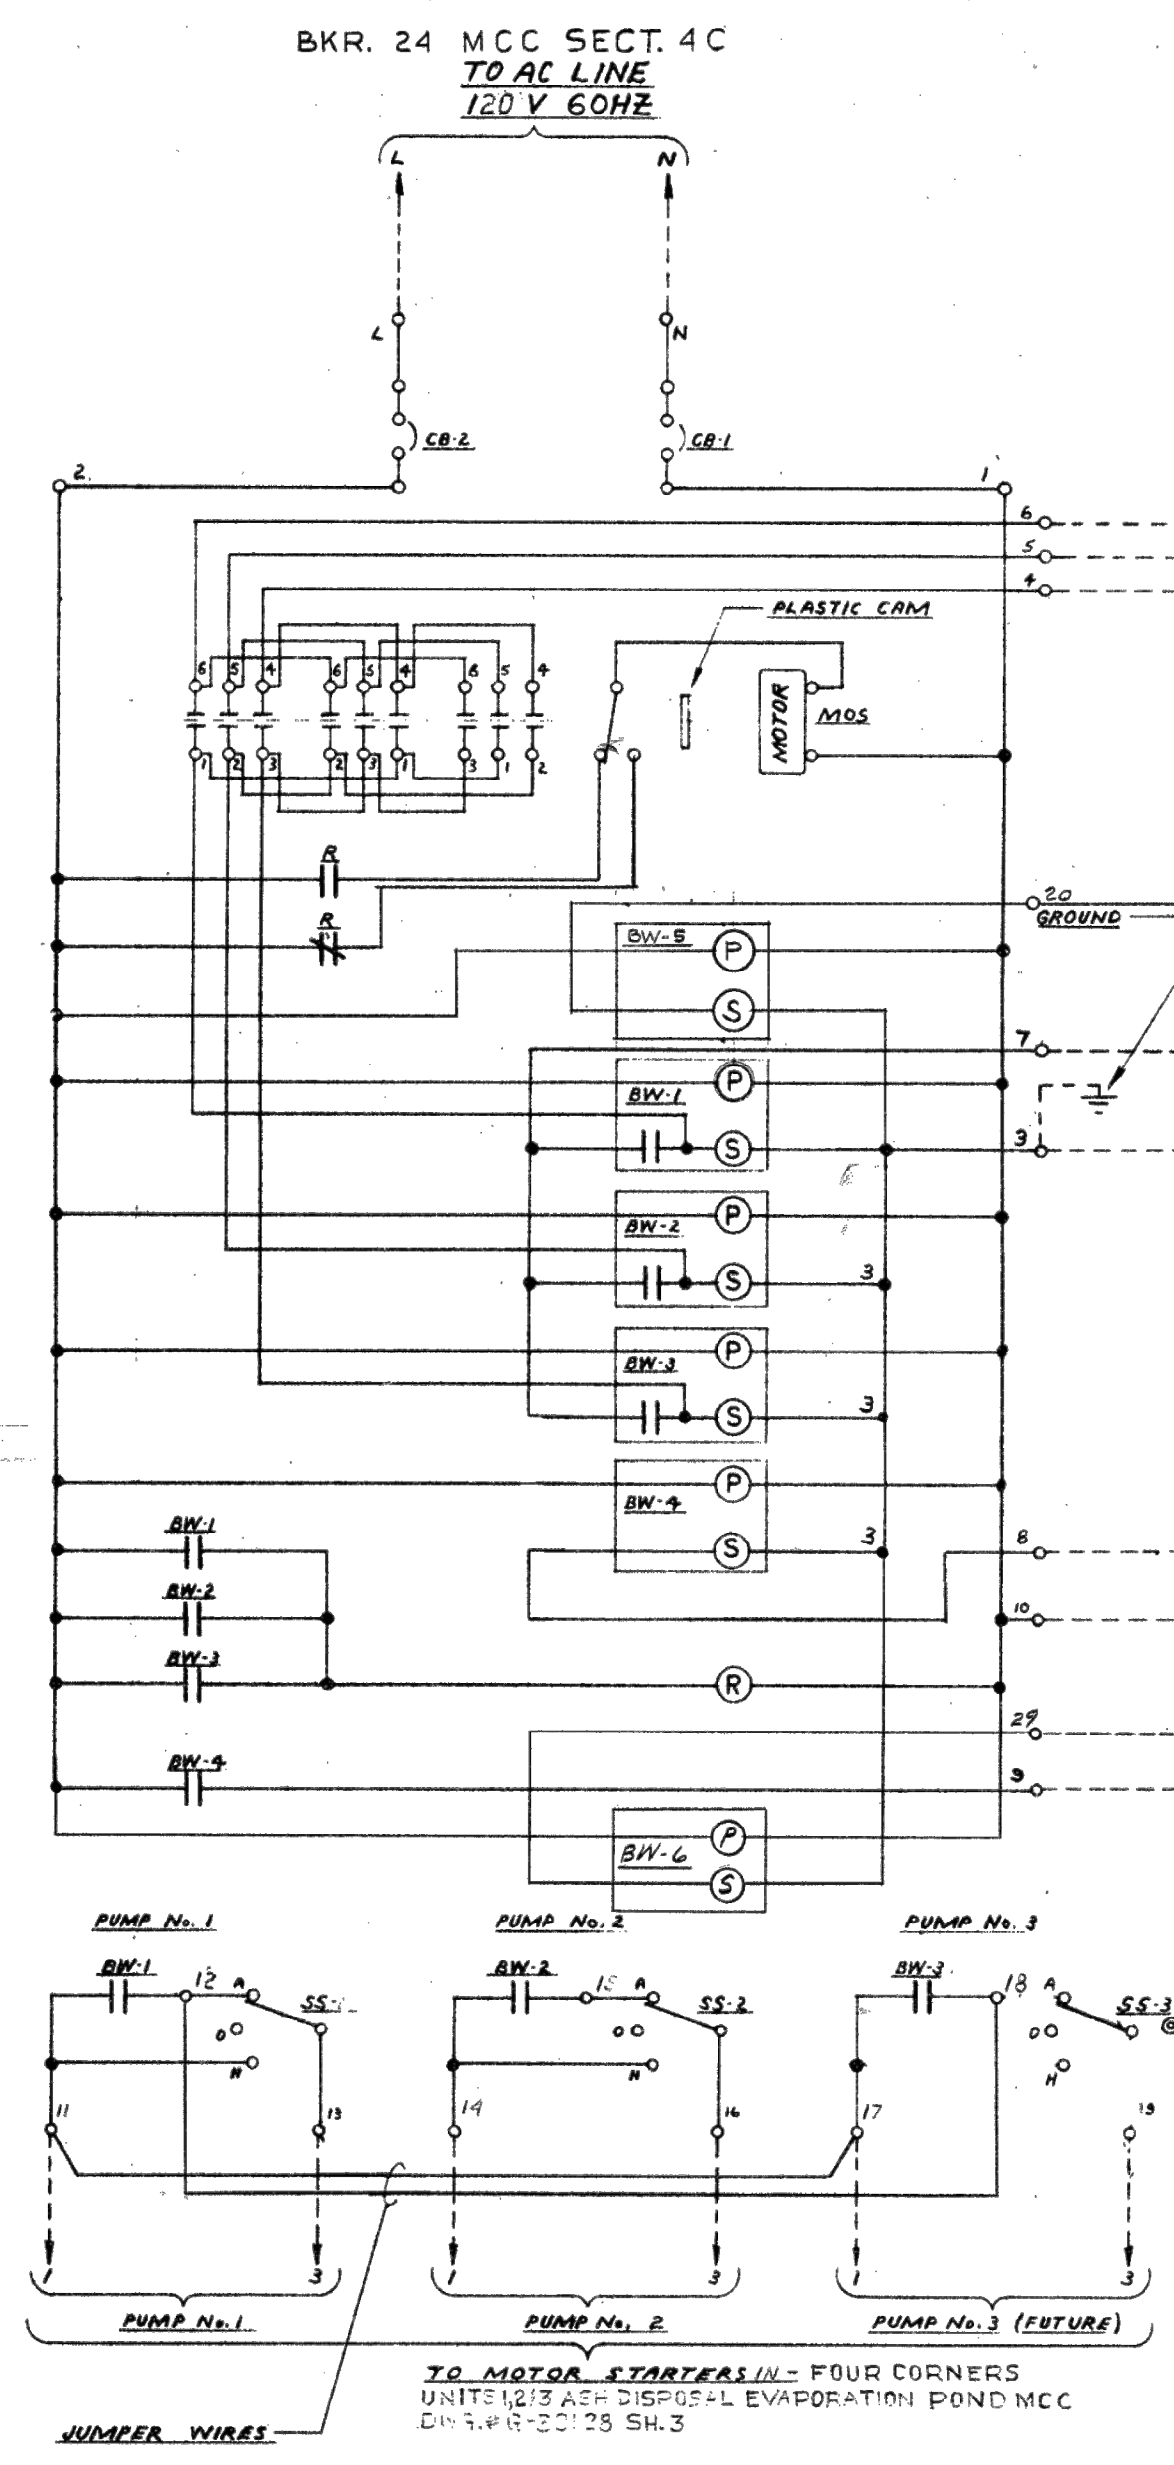 BKR. 24 MCC SECT. 4C
TO AC LINE
120 V 60HZ
L N
L N
CB-2 CB-1
2 1
6
5
4
PLASTIC CAM
6 5 4 6 5 4 6 5 4
MOTOR
MOS
1 2 3 2 3 1 3 1 2
R
20
GROUND
R
BW-5 P
S
7
P
BW-1
3
S
P
BW-2
3
S
P
BW-3
3
S
P
BW-4
BW-1
3 8
S
BW-2
10
BW-3
R
29
BW-4
9
P
BW-6
S
PUMP No. 1 PUMP No. 2 PUMP No. 3
BW-1 12 A BW-2 15 A BW-3 18 A
SS-1 SS-2 SS-3
O O O
H H H
11 13 14 16 17 19
1 3 1 3 1 3
PUMP No. 1 PUMP No. 2 PUMP No. 3 (FUTURE)
TO MOTOR STARTERS IN - FOUR CORNERS
UNITS 1,2/3 ASH DISPOSAL EVAPORATION POND MCC
SH. 3
JUMPER WIRES